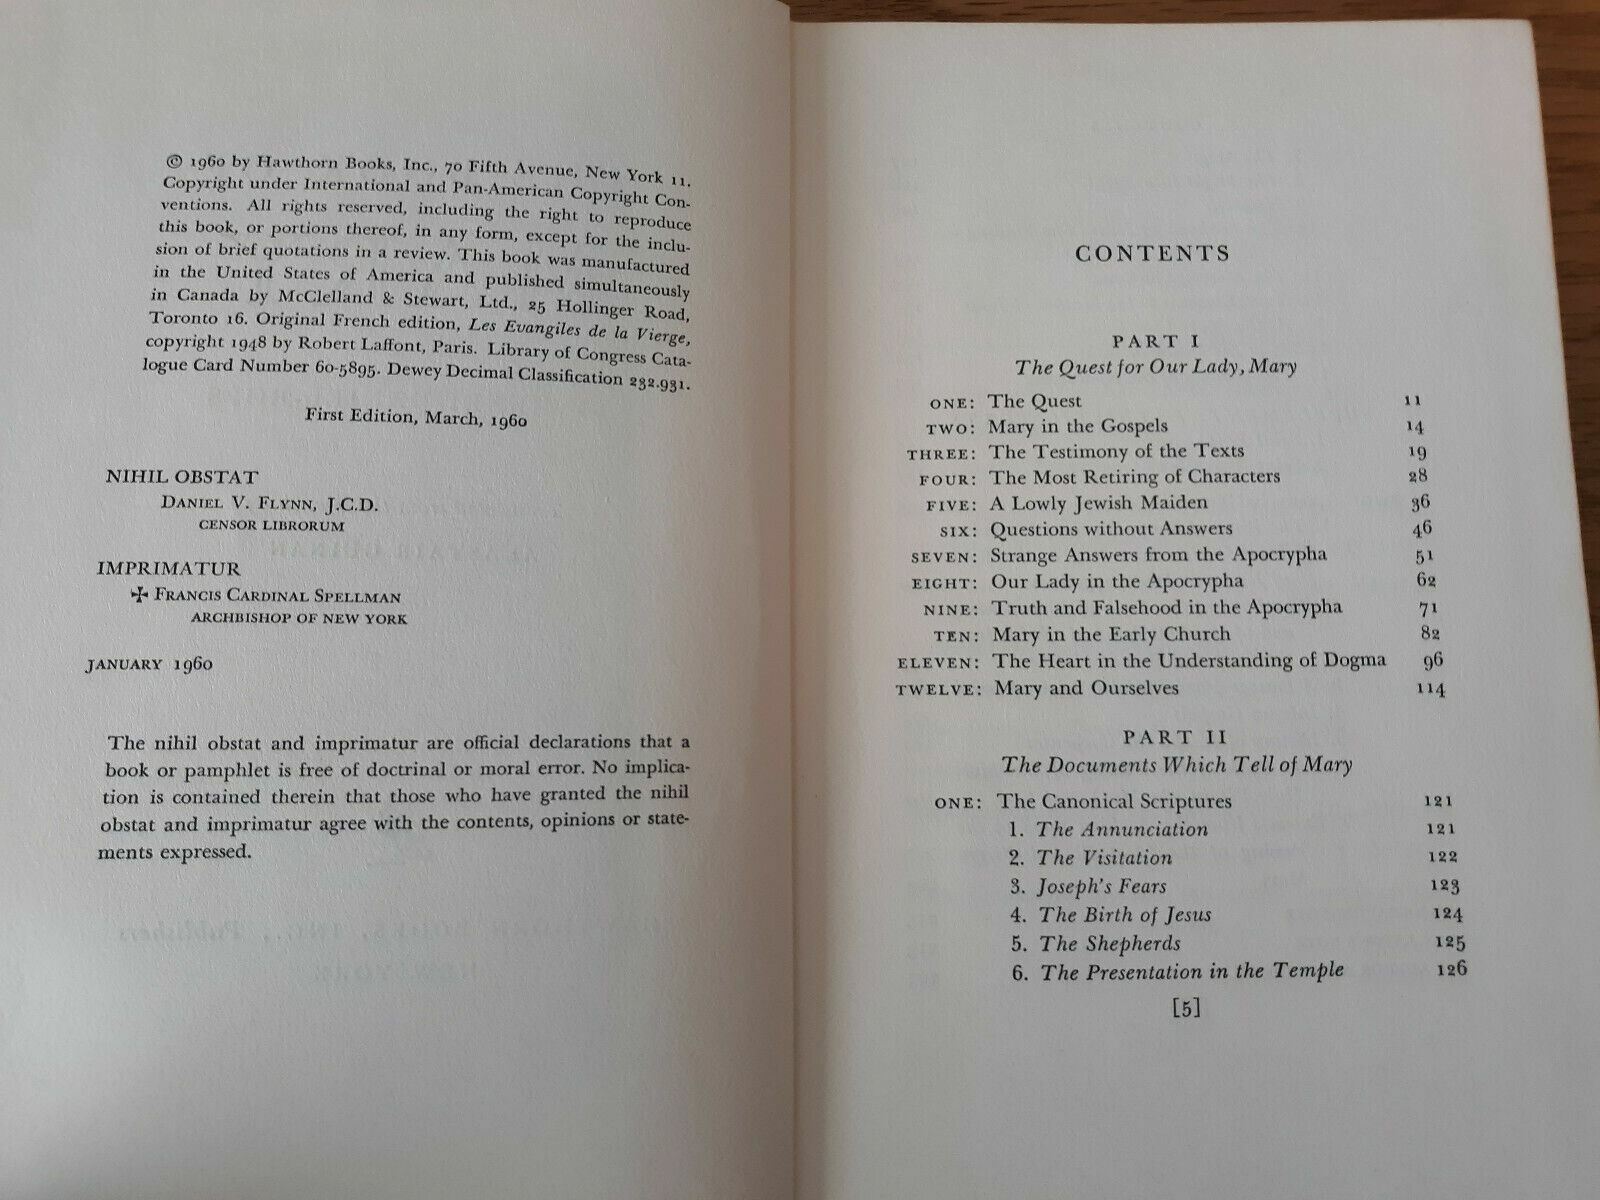 © 1960 by Hawthorn Books, Inc., 70 Fifth Avenue, New York 11.
Copyright under International and Pan-American Copyright Con-
ventions. All rights reserved, including the right to reproduce
this book, or portions thereof, in any form, except for the inclu-
sion of brief quotations in a review. This book was manufactured
in the United States of America and published simultaneously
in Canada by McClelland & Stewart, Ltd., 25 Hollinger Road,
Toronto 16. Original French edition, Les Evangiles de la Vierge,
copyright 1948 by Robert Laffont, Paris. Library of Congress Cata-
logue Card Number 60-5895. Dewey Decimal Classification 232.931.
First Edition, March, 1960
NIHIL OBSTAT
DANIEL V. FLYNN, J.C.D.
CENSOR LIBRORUM
IMPRIMATUR
✠ FRANCIS CARDINAL SPELLMAN
ARCHBISHOP OF NEW YORK
JANUARY 1960
The nihil obstat and imprimatur are official declarations that a
book or pamphlet is free of doctrinal or moral error. No implica-
tion is contained therein that those who have granted the nihil
obstat and imprimatur agree with the contents, opinions or state-
ments expressed.
CONTENTS
PART I
The Quest for Our Lady, Mary
ONE: The Quest 11
TWO: Mary in the Gospels 14
THREE: The Testimony of the Texts 19
FOUR: The Most Retiring of Characters 28
FIVE: A Lowly Jewish Maiden 36
SIX: Questions without Answers 46
SEVEN: Strange Answers from the Apocrypha 51
EIGHT: Our Lady in the Apocrypha 62
NINE: Truth and Falsehood in the Apocrypha 71
TEN: Mary in the Early Church 82
ELEVEN: The Heart in the Understanding of Dogma 96
TWELVE: Mary and Ourselves 114
PART II
The Documents Which Tell of Mary
ONE: The Canonical Scriptures 121
1. The Annunciation 121
2. The Visitation 122
3. Joseph's Fears 123
4. The Birth of Jesus 124
5. The Shepherds 125
6. The Presentation in the Temple 126
[5]